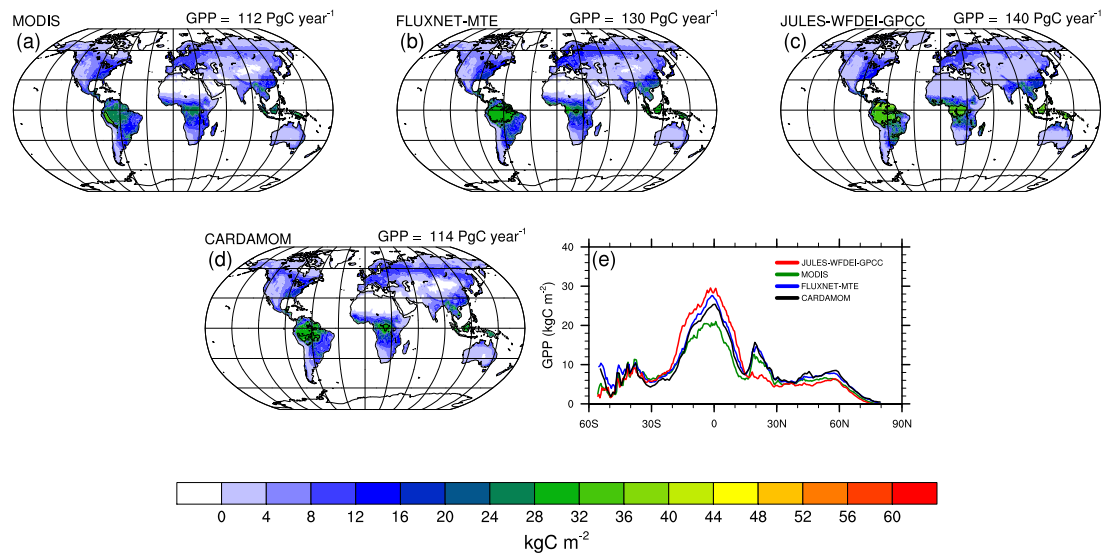 MODIS GPP = 112 PgC year⁻¹
(a)
FLUXNET-MTE GPP = 130 PgC year⁻¹
(b)
JULES-WFDEI-GPCC GPP = 140 PgC year⁻¹
(c)
CARDAMOM GPP = 114 PgC year⁻¹
(d)
(e)
GPP (kgC m⁻²)
40
30
20
10
0
60S 30S 0 30N 60N 90N
JULES-WFDEI-GPCC
MODIS
FLUXNET-MTE
CARDAMOM
0 4 8 12 16 20 24 28 32 36 40 44 48 52 56 60
kgC m⁻²